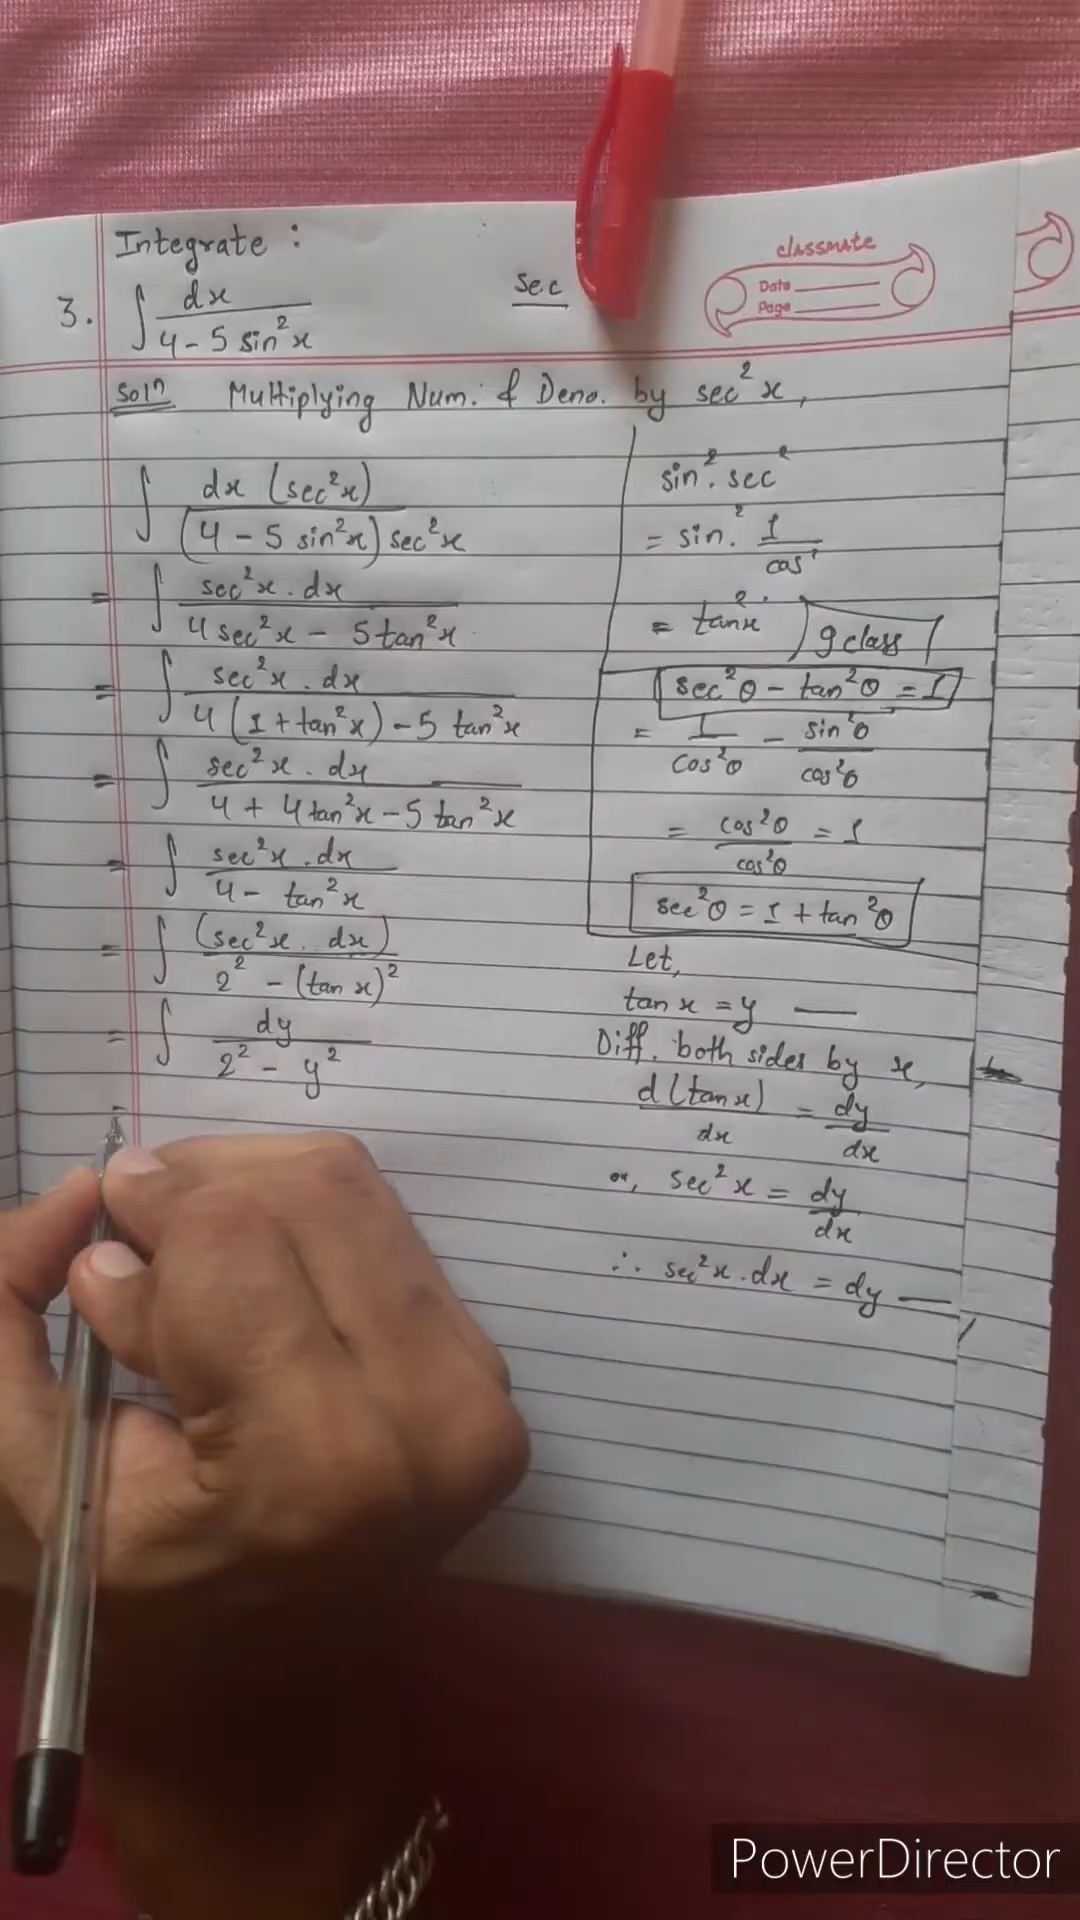 Integrate :
3. ∫ dx / 4 - 5 sin²x
sec
classmate
Date
Page
Solⁿ Multiplying Num. & Deno. by sec²x,
∫ dx (sec²x) / (4 - 5 sin²x) sec²x
= ∫ sec²x . dx / 4 sec²x - 5 tan²x
= ∫ sec²x . dx / 4 (1 + tan²x) - 5 tan²x
= ∫ sec²x . dx / 4 + 4 tan²x - 5 tan²x
= ∫ sec²x . dx / 4 - tan²x
= ∫ (sec²x . dx) / 2² - (tan x)²
= ∫ dy / 2² - y²
=
sin² . sec²
= sin² . 1 / cos²
= tan²x
9 class
sec²θ - tan²θ = 1
= 1 / cos²θ - sin²θ / cos²θ
= cos²θ / cos²θ = 1
sec²θ = 1 + tan²θ
Let,
tan x = y
Diff. both sides by x,
d (tan x) / dx = dy / dx
or, sec²x = dy / dx
∴ sec²x . dx = dy
PowerDirector